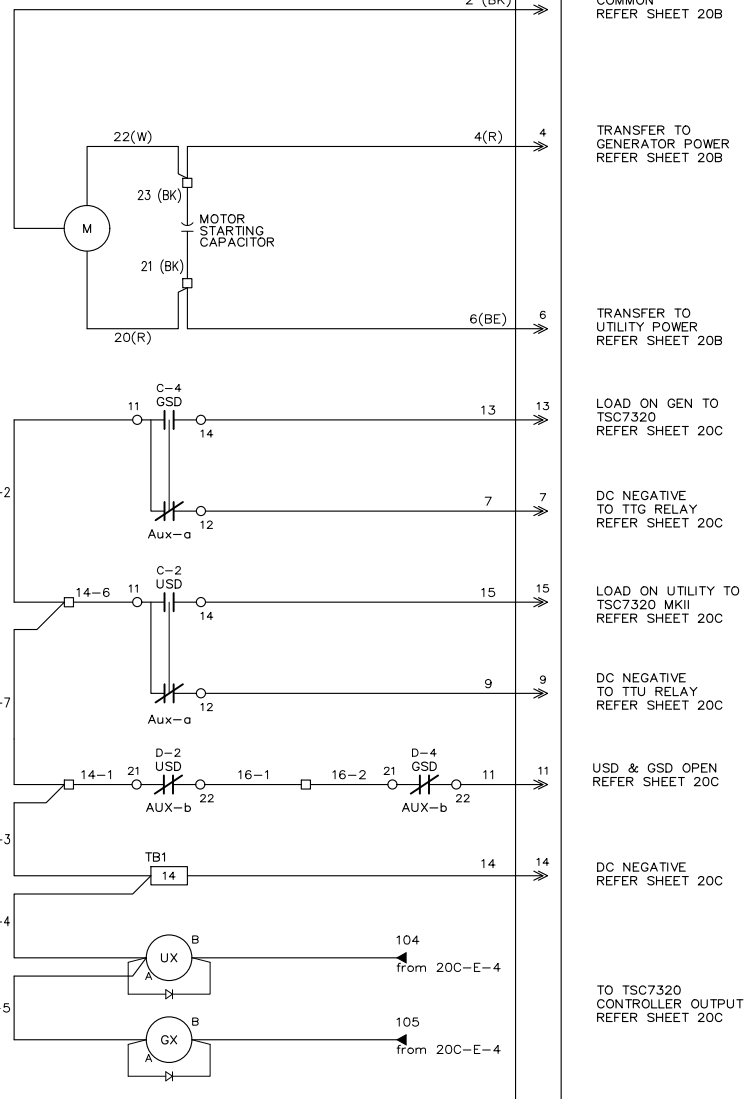 2 (BK)
COMMON
REFER SHEET 20B
22(W)
4(R)
4
TRANSFER TO
GENERATOR POWER
REFER SHEET 20B
23 (BK)
M
MOTOR
STARTING
CAPACITOR
21 (BK)
20(R)
6(BE)
6
TRANSFER TO
UTILITY POWER
REFER SHEET 20B
C-4
GSD
11
14
13
13
LOAD ON GEN TO
TSC7320
REFER SHEET 20C
-2
Aux-a
12
7
7
DC NEGATIVE
TO TTG RELAY
REFER SHEET 20C
C-2
USD
14-6
11
14
15
15
LOAD ON UTILITY TO
TSC7320 MKII
REFER SHEET 20C
-7
Aux-a
12
9
9
DC NEGATIVE
TO TTU RELAY
REFER SHEET 20C
D-2
USD
D-4
GSD
14-1
21
22
AUX-b
16-1
16-2
21
22
AUX-b
11
11
USD & GSD OPEN
REFER SHEET 20C
-3
TB1
14
14
14
DC NEGATIVE
REFER SHEET 20C
-4
UX
A
B
104
from 20C-E-4
-5
GX
A
B
105
from 20C-E-4
TO TSC7320
CONTROLLER OUTPUT
REFER SHEET 20C